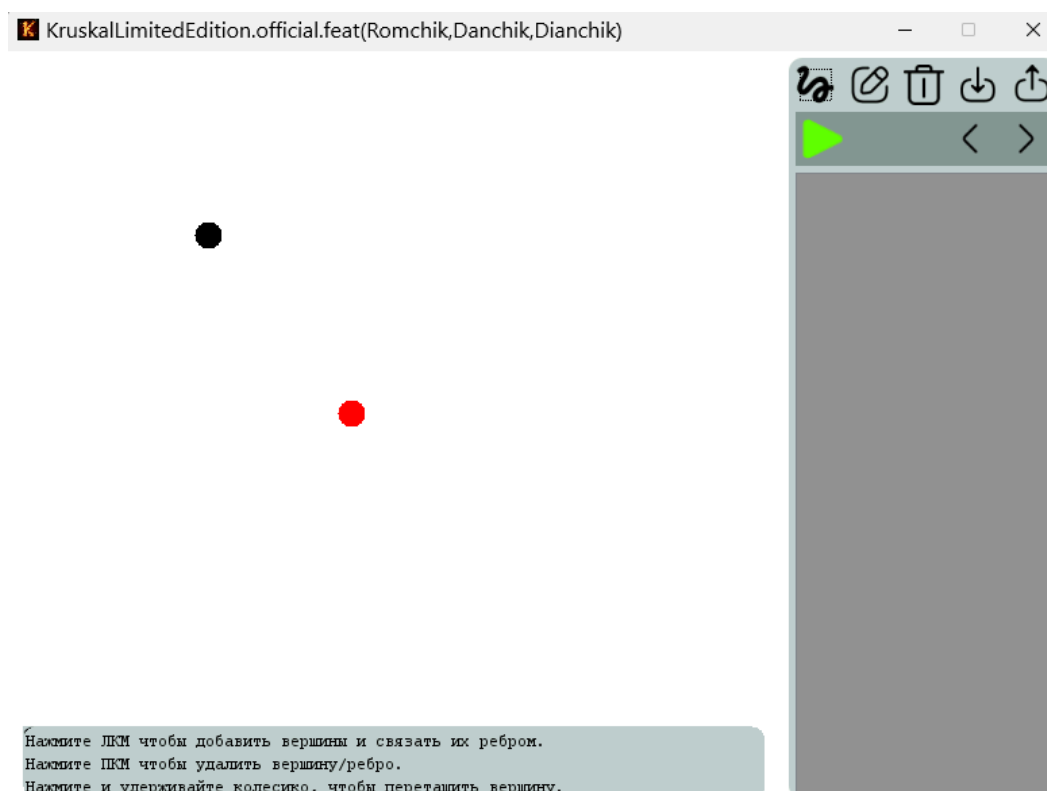 KruskalLimitedEdition.official.feat(Romchik,Danchik,Dianchik)
Нажмите ЛКМ чтобы добавить вершины и связать их ребром.
Нажмите ПКМ чтобы удалить вершину/ребро.
Нажмите и удерживайте колесико, чтобы перетащить вершину.